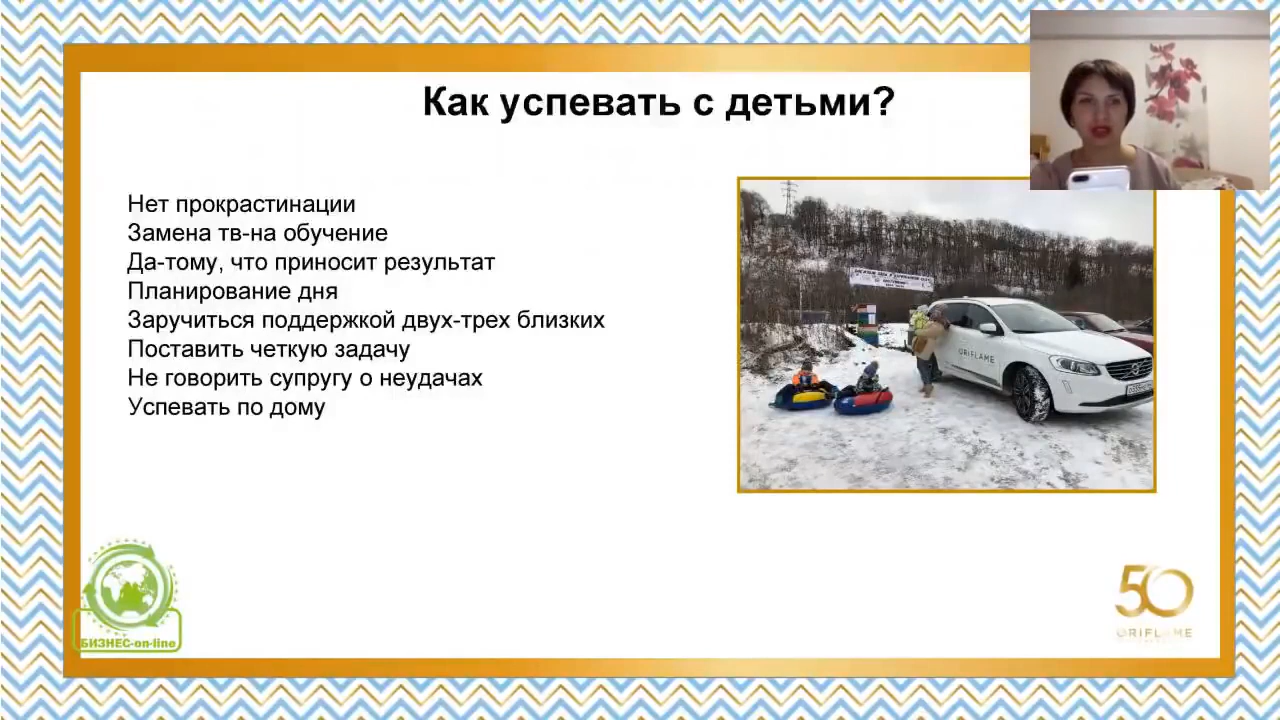 Как успевать с детьми?
Нет прокрастинации
Замена тв-на обучение
Да-тому, что приносит результат
Планирование дня
Заручиться поддержкой двух-трех близких
Поставить четкую задачу
Не говорить супругу о неудачах
Успевать по дому
ORIFLAME
БИЗНЕС-on-line
50
ORIFLAME